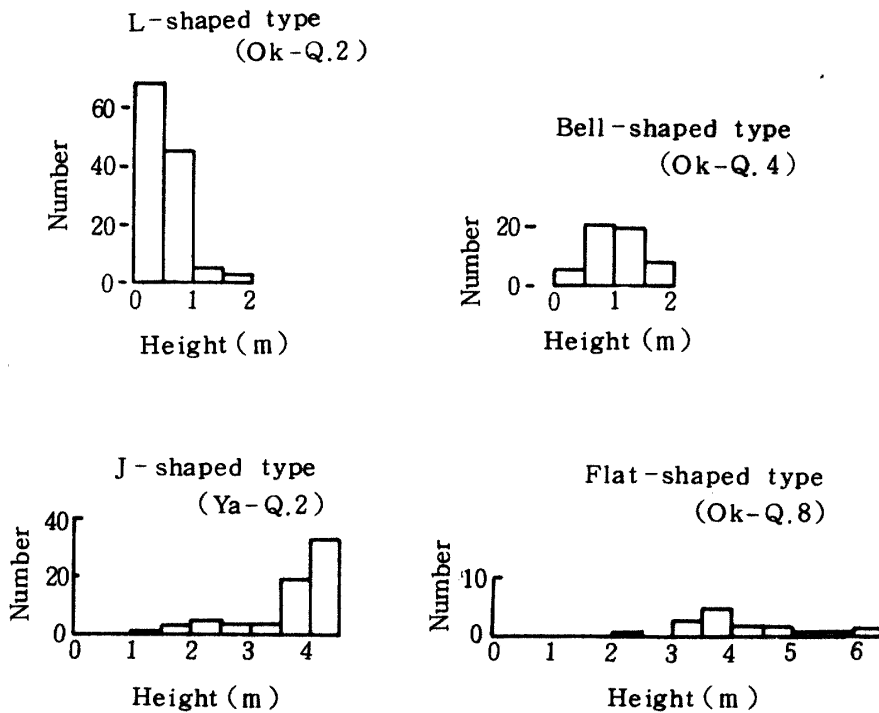 L-shaped type
(Ok-Q.2)
Number
60
40
20
0
0 1 2
Height (m)
Bell-shaped type
(Ok-Q.4)
Number
20
0
0 1 2
Height (m)
J-shaped type
(Ya-Q.2)
Number
40
20
0
0 1 2 3 4
Height (m)
Flat-shaped type
(Ok-Q.8)
Number
10
0
0 1 2 3 4 5 6
Height (m)